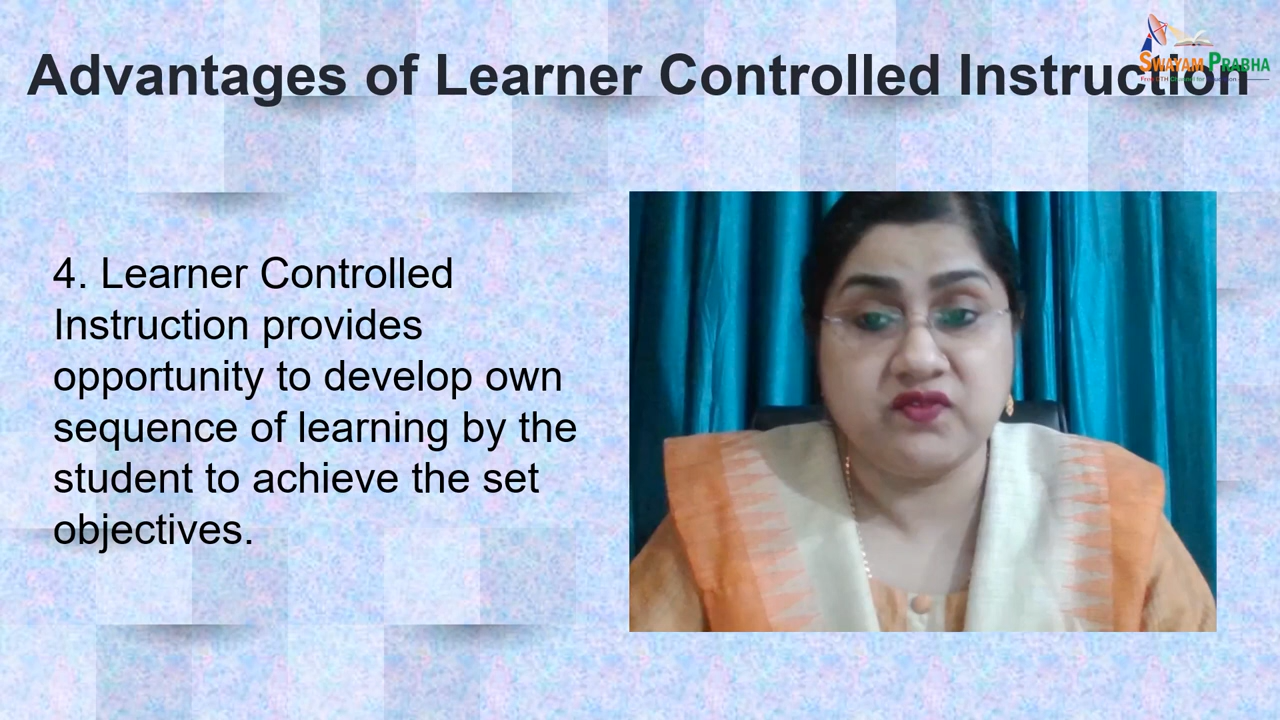 Advantages of Learner Controlled Instruction
SWAYAM PRABHA
4. Learner Controlled
Instruction provides
opportunity to develop own
sequence of learning by the
student to achieve the set
objectives.